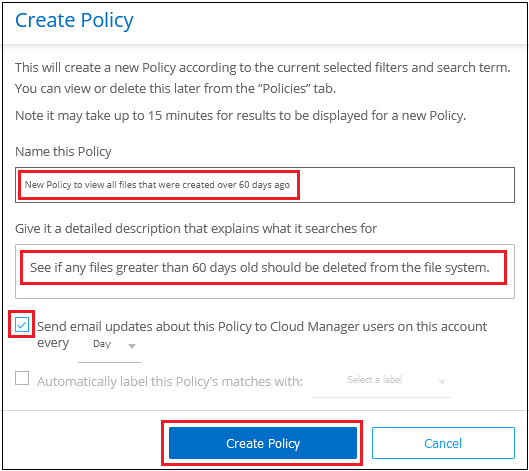 Create Policy
This will create a new Policy according to the current selected filters and search term.
You can view or delete this later from the “Policies” tab.
Note it may take up to 15 minutes for results to be displayed for a new Policy.
Name this Policy
New Policy to view all files that were created over 60 days ago
Give it a detailed description that explains what it searches for
See if any files greater than 60 days old should be deleted from the file system.
Send email updates about this Policy to Cloud Manager users on this account
every Day
Automatically label this Policy's matches with: Select a label
Create Policy Cancel